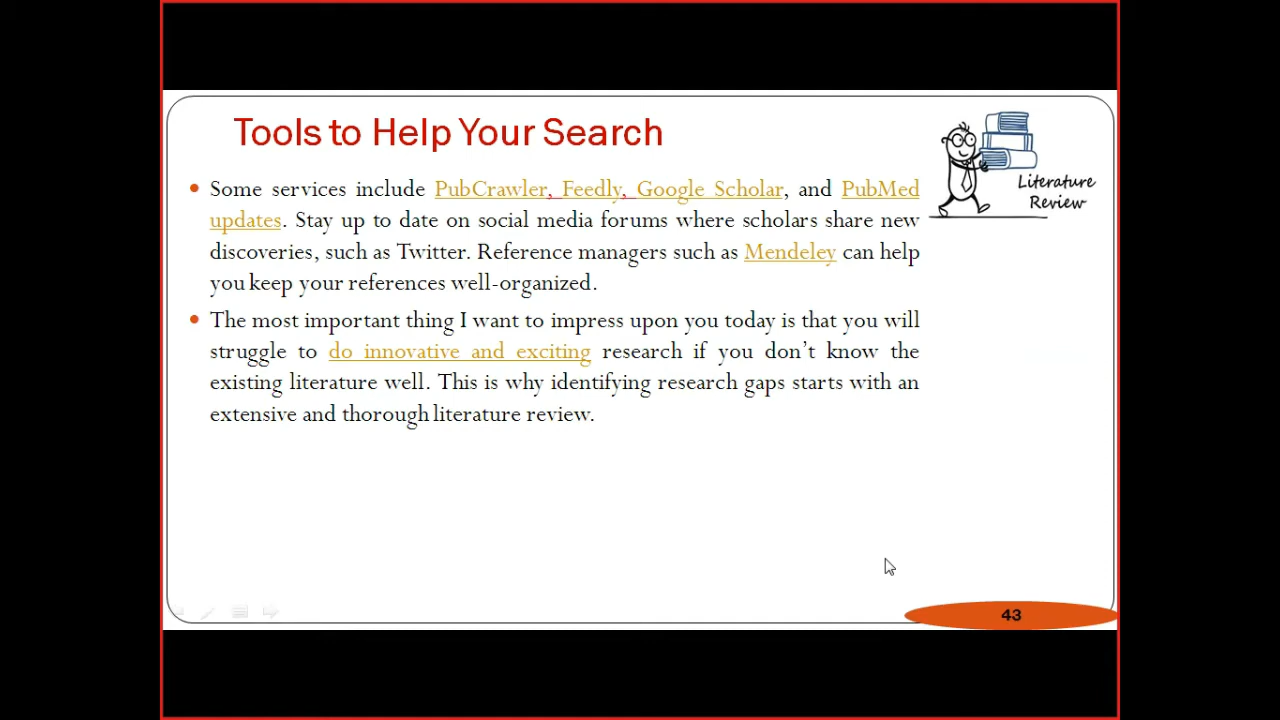 Tools to Help Your Search
Literature
Review
• Some services include PubCrawler, Feedly, Google Scholar, and PubMed
updates. Stay up to date on social media forums where scholars share new
discoveries, such as Twitter. Reference managers such as Mendeley can help
you keep your references well-organized.
• The most important thing I want to impress upon you today is that you will
struggle to do innovative and exciting research if you don’t know the
existing literature well. This is why identifying research gaps starts with an
extensive and thorough literature review.
43